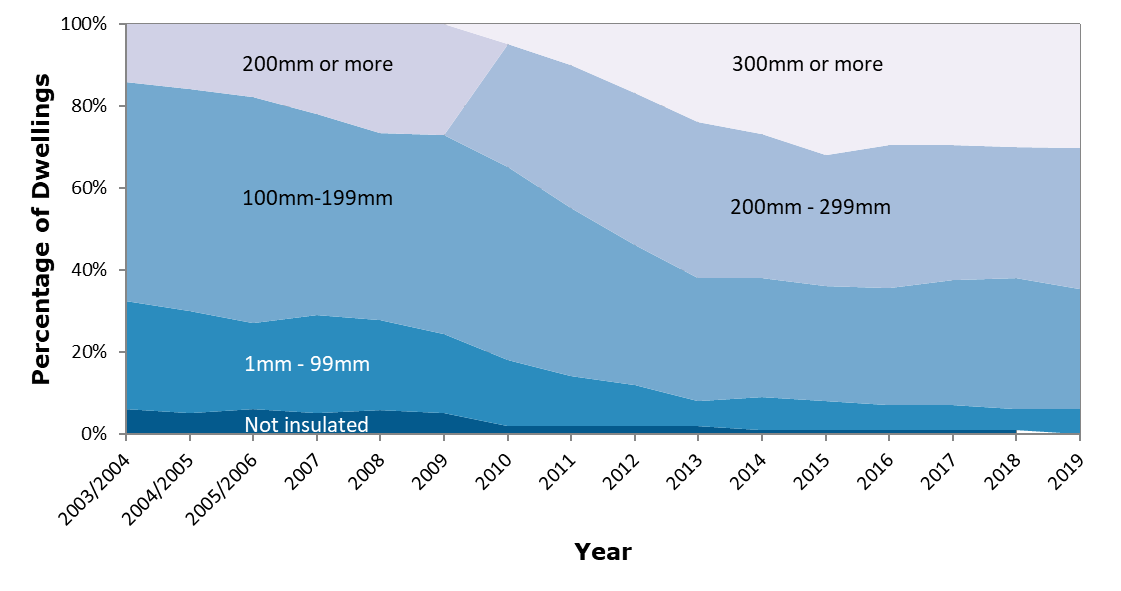 100%
80%
60%
40%
20%
0%
Percentage of Dwellings
200mm or more
300mm or more
100mm-199mm
200mm - 299mm
1mm - 99mm
Not insulated
2003/2004
2004/2005
2005/2006
2007
2008
2009
2010
2011
2012
2013
2014
2015
2016
2017
2018
2019
Year